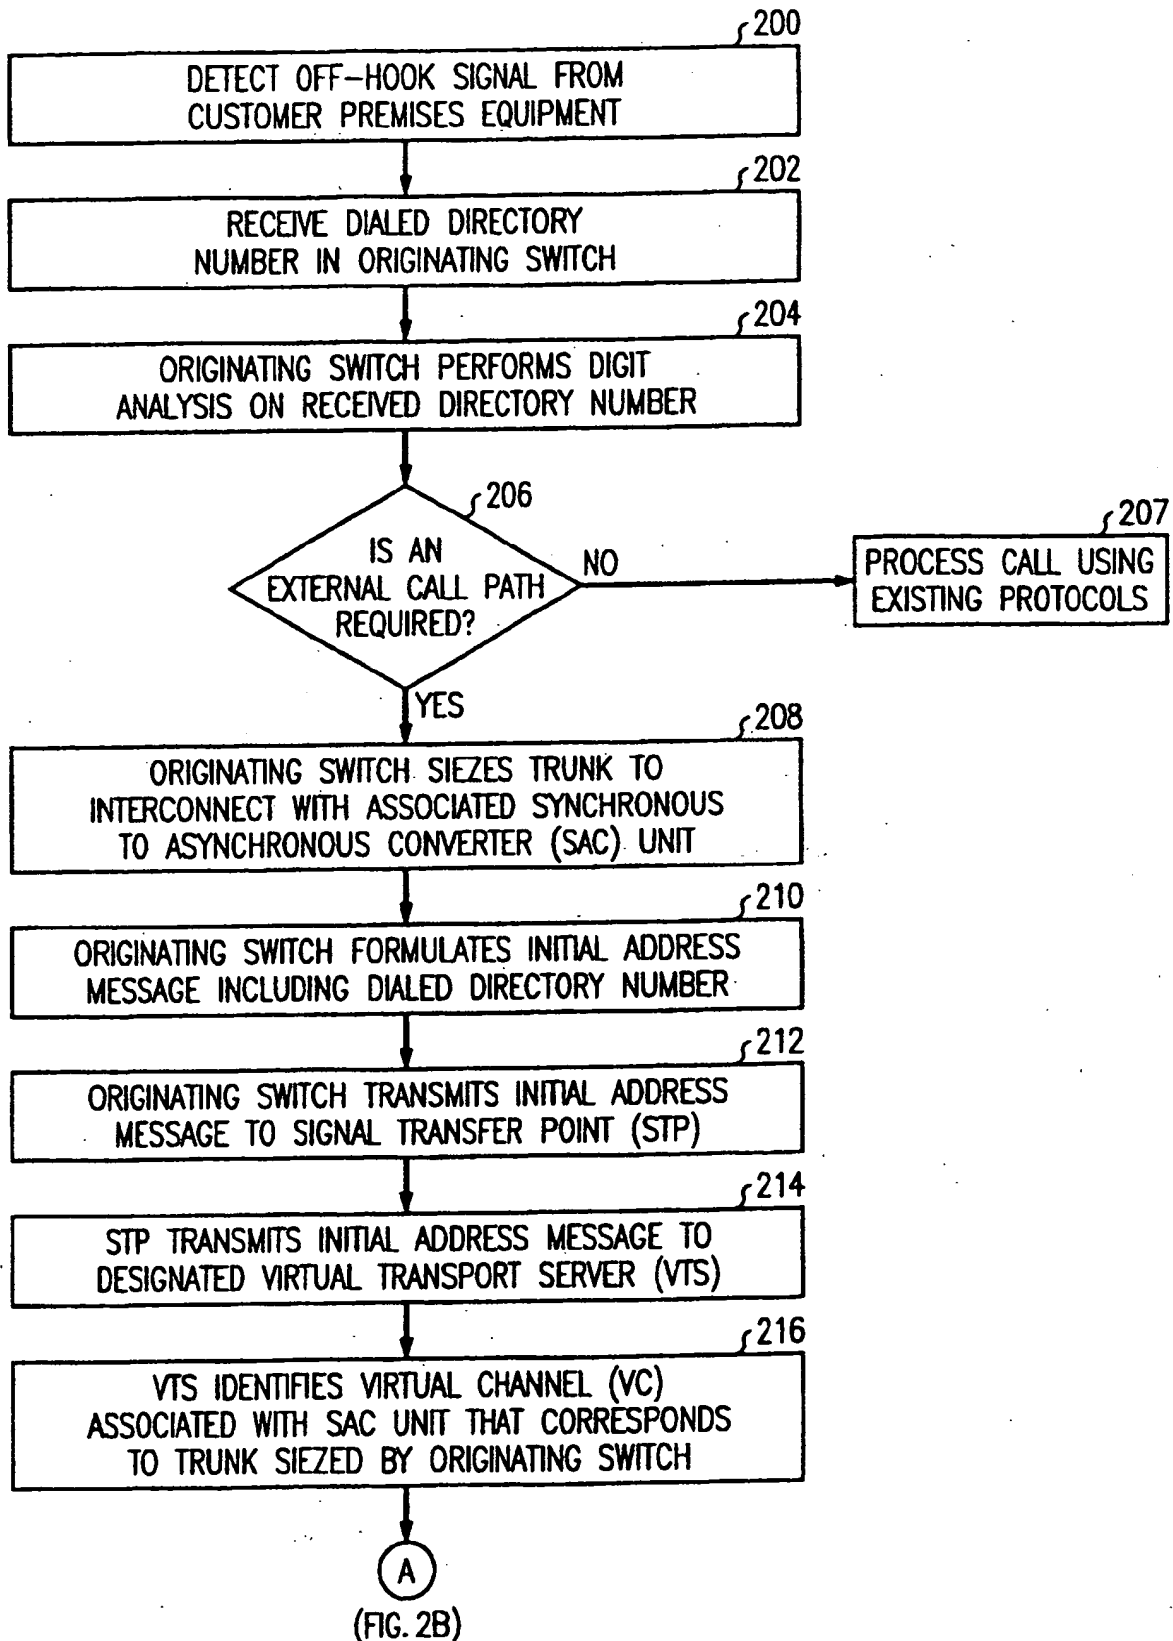 200
DETECT OFF-HOOK SIGNAL FROM
CUSTOMER PREMISES EQUIPMENT
202
RECEIVE DIALED DIRECTORY
NUMBER IN ORIGINATING SWITCH
204
ORIGINATING SWITCH PERFORMS DIGIT
ANALYSIS ON RECEIVED DIRECTORY NUMBER
206
IS AN
EXTERNAL CALL PATH
REQUIRED?
NO
207
PROCESS CALL USING
EXISTING PROTOCOLS
YES
208
ORIGINATING SWITCH SIEZES TRUNK TO
INTERCONNECT WITH ASSOCIATED SYNCHRONOUS
TO ASYNCHRONOUS CONVERTER (SAC) UNIT
210
ORIGINATING SWITCH FORMULATES INITIAL ADDRESS
MESSAGE INCLUDING DIALED DIRECTORY NUMBER
212
ORIGINATING SWITCH TRANSMITS INITIAL ADDRESS
MESSAGE TO SIGNAL TRANSFER POINT (STP)
214
STP TRANSMITS INITIAL ADDRESS MESSAGE TO
DESIGNATED VIRTUAL TRANSPORT SERVER (VTS)
216
VTS IDENTIFIES VIRTUAL CHANNEL (VC)
ASSOCIATED WITH SAC UNIT THAT CORRESPONDS
TO TRUNK SIEZED BY ORIGINATING SWITCH
A
(FIG. 2B)